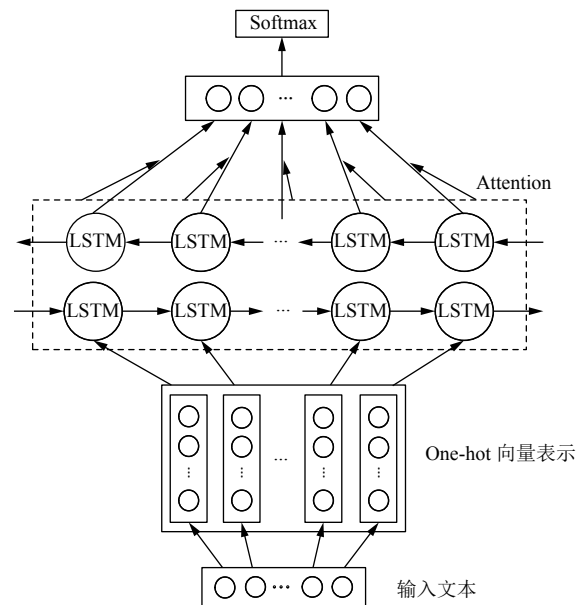 Softmax
...
Attention
LSTM LSTM ... LSTM LSTM
LSTM LSTM ... LSTM LSTM
...
One-hot 向量表示
... 输入文本